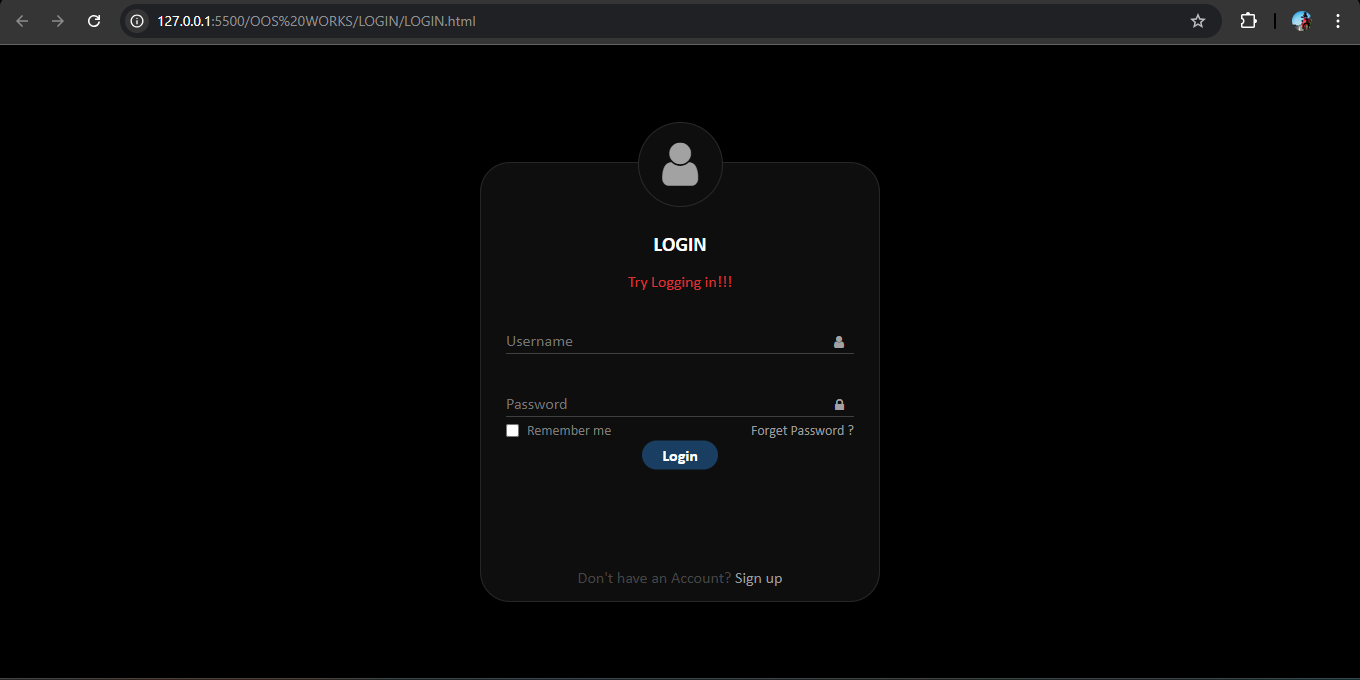 127.0.0.1:5500/OOS%20WORKS/LOGIN/LOGIN.html
LOGIN
Try Logging in!!!
Username
Password
Remember me Forget Password ?
Login
Don't have an Account? Sign up